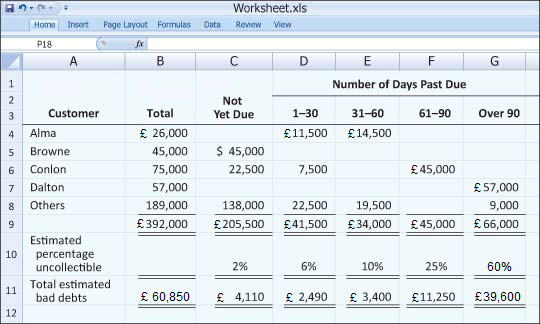 Worksheet.xls
Home Insert Page Layout Formulas Data Review View
P18 fx
A B C D E F G
1 Number of Days Past Due
2 Not
3 Customer Total Yet Due 1–30 31–60 61–90 Over 90
4 Alma £ 26,000 £11,500 £14,500
5 Browne 45,000 $ 45,000
6 Conlon 75,000 22,500 7,500 £45,000
7 Dalton 57,000 £57,000
8 Others 189,000 138,000 22,500 19,500 9,000
9 £392,000 £205,500 £41,500 £34,000 £45,000 £66,000
Estimated
10 percentage
uncollectible 2% 6% 10% 25% 60%
11 Total estimated
bad debts £ 60,850 £ 4,110 £ 2,490 £ 3,400 £11,250 £39,600
12